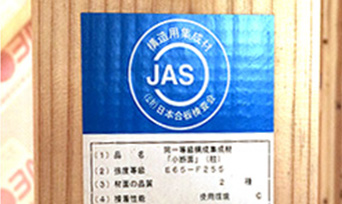 構造用集成材
JAS
(公財)日本合板検査会
(1) 品 名 同一等級構成集成材
「小断面」(柱)
(2) 強度等級 E65-F255
(3) 材面の品質 2 種
(4) 接着性能 使用環境 C